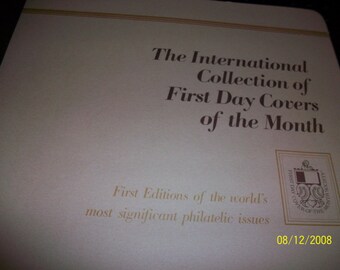 The International
Collection of
First Day Covers
of the Month
First Editions of the world's
most significant philatelic issues
08/12/2008